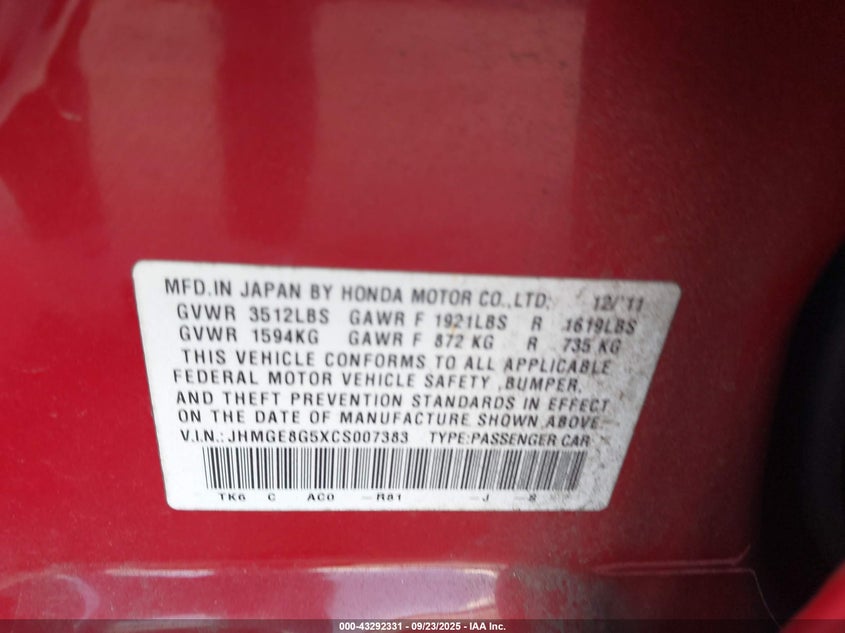 MFD.IN JAPAN BY HONDA MOTOR CO.,LTD. 12/'11
GVWR 3512LBS GAWR F 1921LBS R 1619LBS
GVWR 1594KG GAWR F 872 KG R 735 KG
THIS VEHICLE CONFORMS TO ALL APPLICABLE
FEDERAL MOTOR VEHICLE SAFETY ,BUMPER,
AND THEFT PREVENTION STANDARDS IN EFFECT
ON THE DATE OF MANUFACTURE SHOWN ABOVE
V.I.N.: JHMGE8G5XCS007383 TYPE:PASSENGER CAR
TK6 C AC0 -R81 -J -S
000-43292331 - 09/23/2025 - IAA Inc.